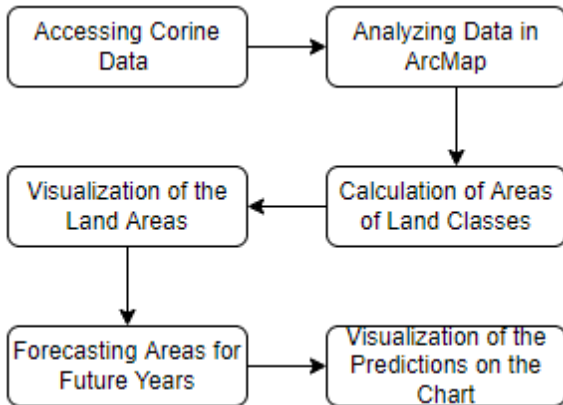 Accessing Corine
Data
Analyzing Data in
ArcMap
Visualization of the
Land Areas
Calculation of Areas
of Land Classes
Forecasting Areas for
Future Years
Visualization of the
Predictions on the
Chart